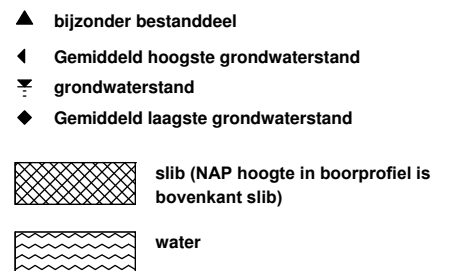 bijzonder bestanddeel
Gemiddeld hoogste grondwaterstand
grondwaterstand
Gemiddeld laagste grondwaterstand
slib (NAP hoogte in boorprofiel is
bovenkant slib)
water